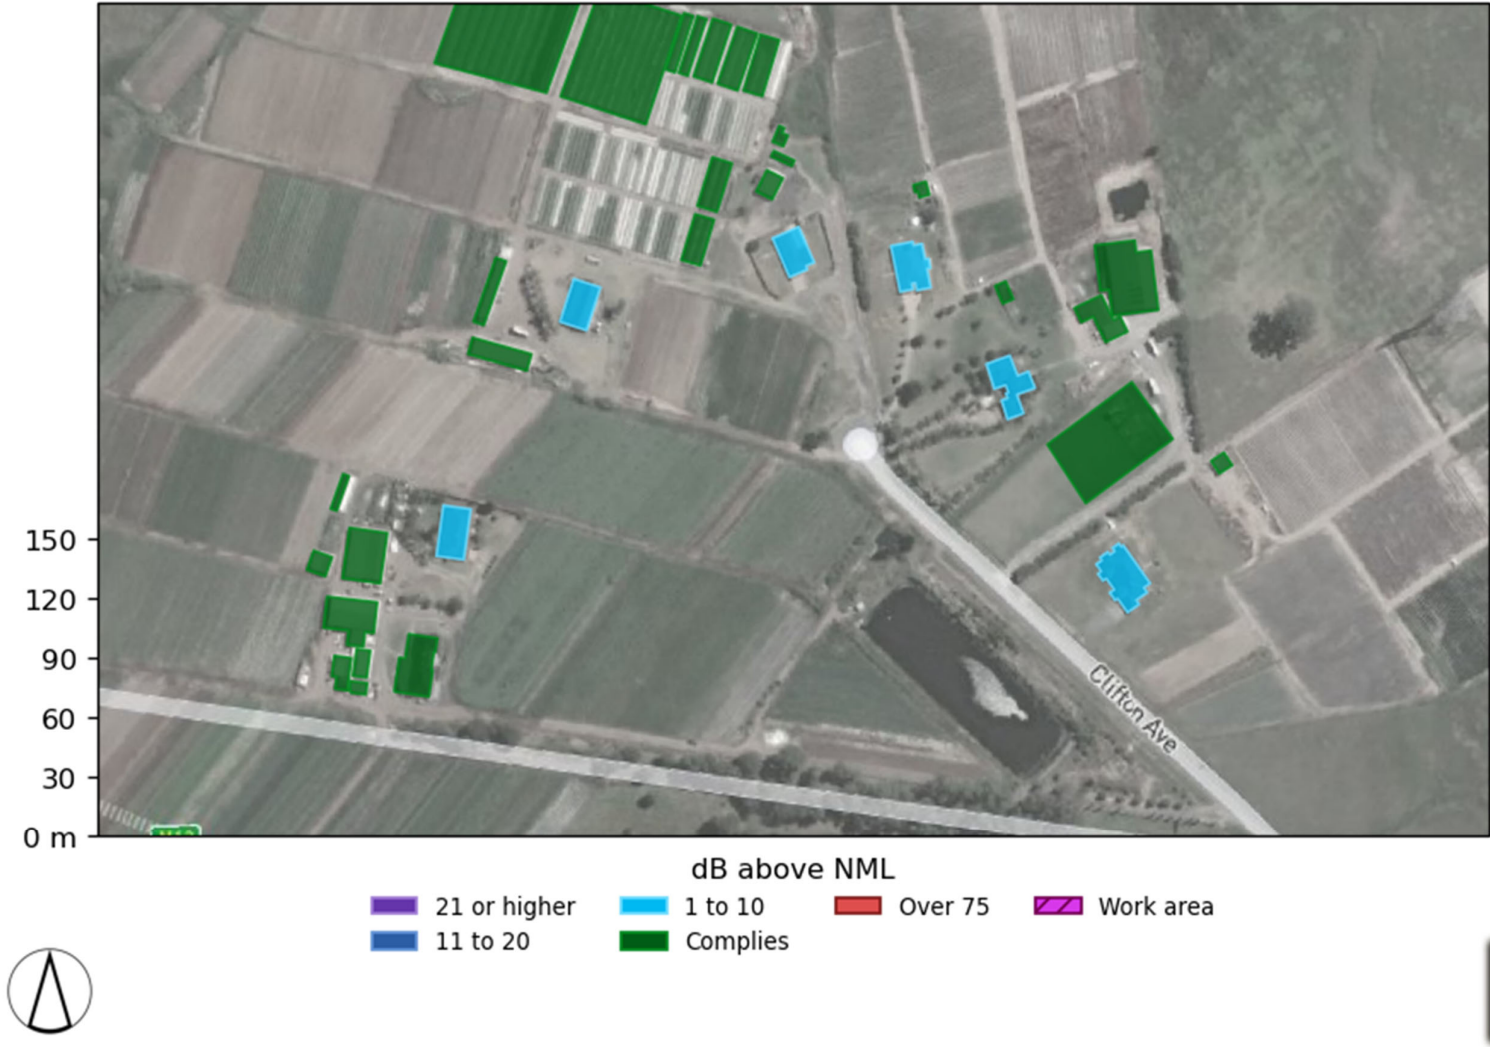 Clifton Ave
150
120
90
60
30
0 m
dB above NML
21 or higher
1 to 10
Over 75
Work area
11 to 20
Complies